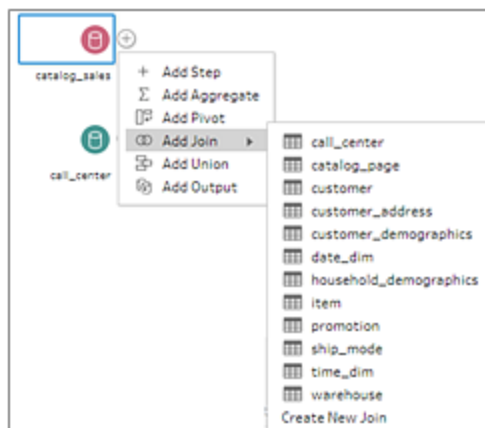 catalog_sales
call_center
+ Add Step
Σ Add Aggregate
Add Pivot
Add Join
Add Union
Add Output
call_center
catalog_page
customer
customer_address
customer_demographics
date_dim
household_demographics
item
promotion
ship_mode
time_dim
warehouse
Create New Join